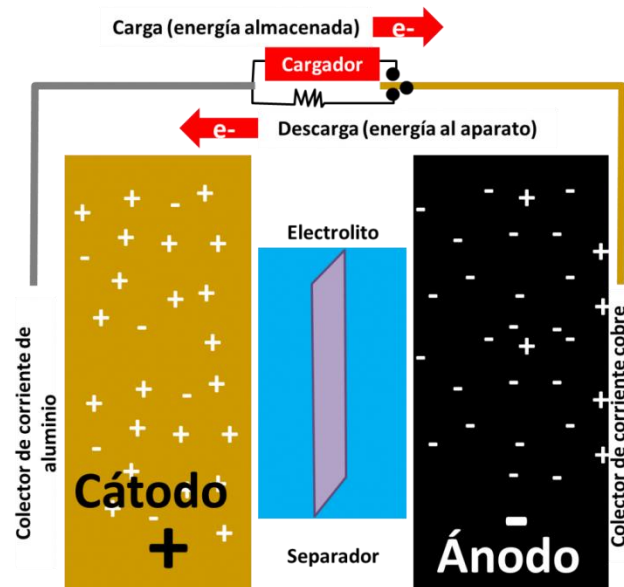 Carga (energía almacenada)
e-
Cargador
e-
Descarga (energía al aparato)
Electrolito
Colector de corriente de
aluminio
Cátodo
+
Separador
-
Ánodo
Colector de corriente cobre